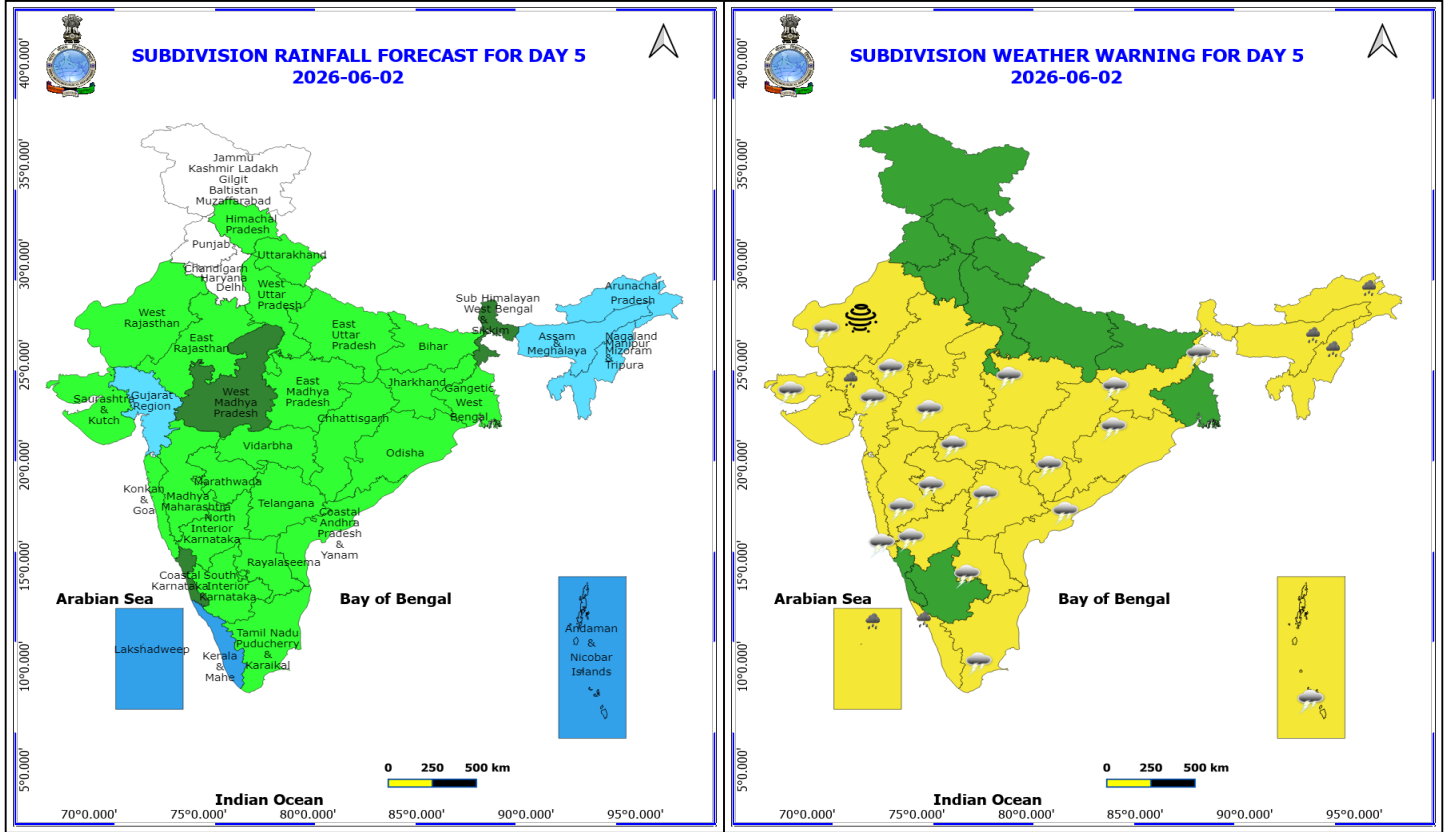 SUBDIVISION RAINFALL FORECAST FOR DAY 5
2026-06-02
40°0.000'
35°0.000'
30°0.000'
25°0.000'
20°0.000'
15°0.000'
10°0.000'
5°0.000'
Jammu
Kashmir Ladakh
Gilgit
Baltistan
Muzaffarabad
Himachal
Pradesh
Punjab
Uttarakhand
Chandigarh
Haryana
Delhi
West
Uttar
Pradesh
West
Rajasthan
East
Rajasthan
East
Uttar
Pradesh
Bihar
Sub Himalayan
West Bengal
&
Sikkim
Arunachal
Pradesh
Assam
&
Meghalaya
Nagaland
Manipur
Mizoram
&
Tripura
Saurashtra
&
Kutch
Gujarat
Region
West
Madhya
Pradesh
East
Madhya
Pradesh
Jharkhand
Gangetic
West
Bengal
Chhattisgarh
Vidarbha
Odisha
Konkan
&
Goa
Madhya
Maharashtra
Marathwada
Telangana
North
Interior
Karnataka
Coastal
Andhra
Pradesh
&
Yanam
Rayalaseema
Coastal
Karnataka
South
Interior
Karnataka
Arabian Sea
Bay of Bengal
Lakshadweep
Kerala
&
Mahe
Tamil Nadu
Puducherry
&
Karaikal
Andaman
&
Nicobar
Islands
0 250 500 km
Indian Ocean
70°0.000' 75°0.000' 80°0.000' 85°0.000' 90°0.000' 95°0.000'
SUBDIVISION WEATHER WARNING FOR DAY 5
2026-06-02
40°0.000'
35°0.000'
30°0.000'
25°0.000'
20°0.000'
15°0.000'
10°0.000'
5°0.000'
Arabian Sea
Bay of Bengal
0 250 500 km
Indian Ocean
70°0.000' 75°0.000' 80°0.000' 85°0.000' 90°0.000' 95°0.000'